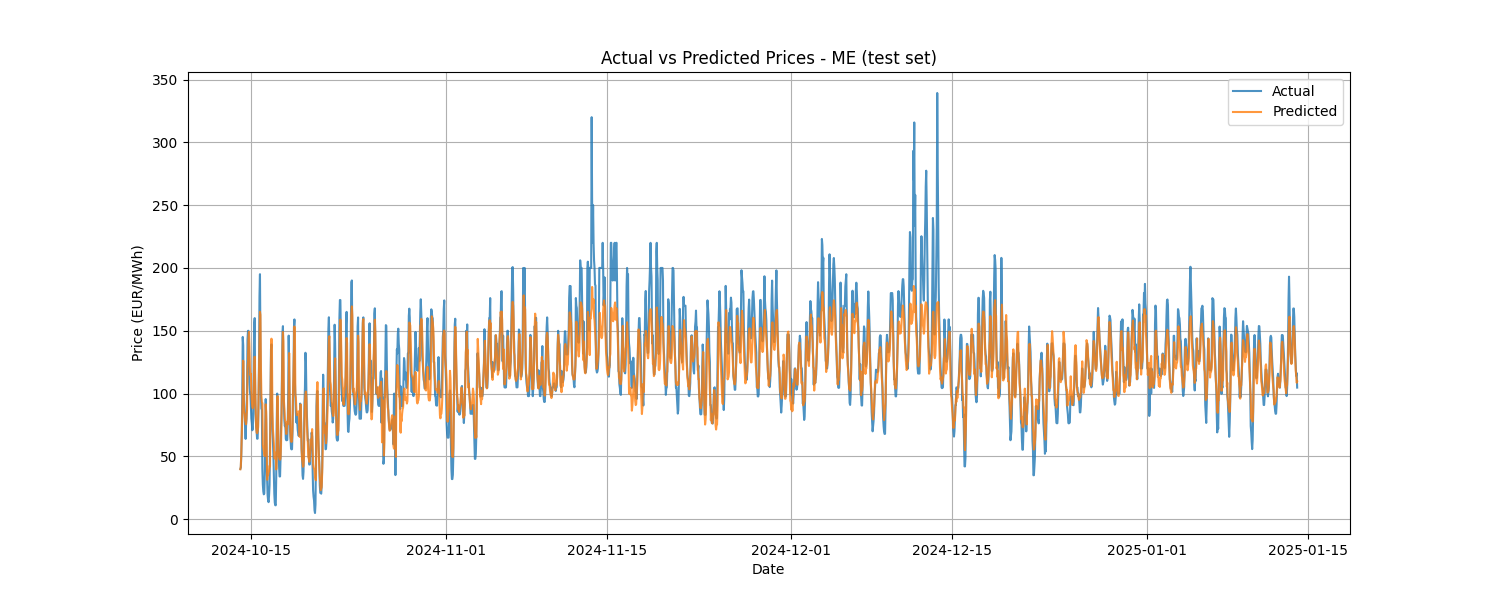 Actual vs Predicted Prices - ME (test set)
Actual
Predicted
Price (EUR/MWh)
350
300
250
200
150
100
50
0
2024-10-15 2024-11-01 2024-11-15 2024-12-01 2024-12-15 2025-01-01 2025-01-15
Date